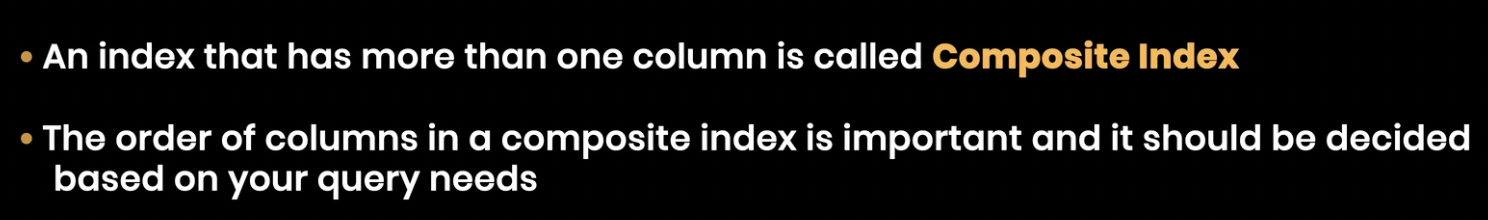 • An index that has more than one column is called Composite Index
• The order of columns in a composite index is important and it should be decided
based on your query needs